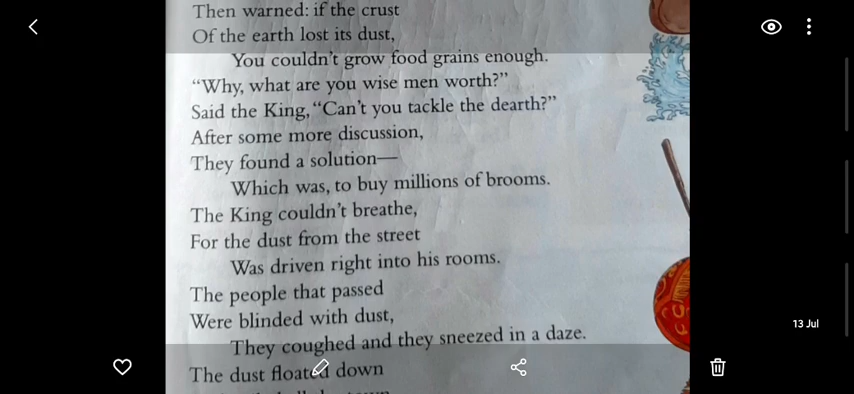 Then warned: if the crust
Of the earth lost its dust,
You couldn't grow food grains enough.
“Why, what are you wise men worth?”
Said the King, “Can't you tackle the dearth?”
After some more discussion,
They found a solution—
Which was, to buy millions of brooms.
The King couldn't breathe,
For the dust from the street
Was driven right into his rooms.
The people that passed
Were blinded with dust,
13 Jul
They coughed and they sneezed in a daze.
The dust floated down